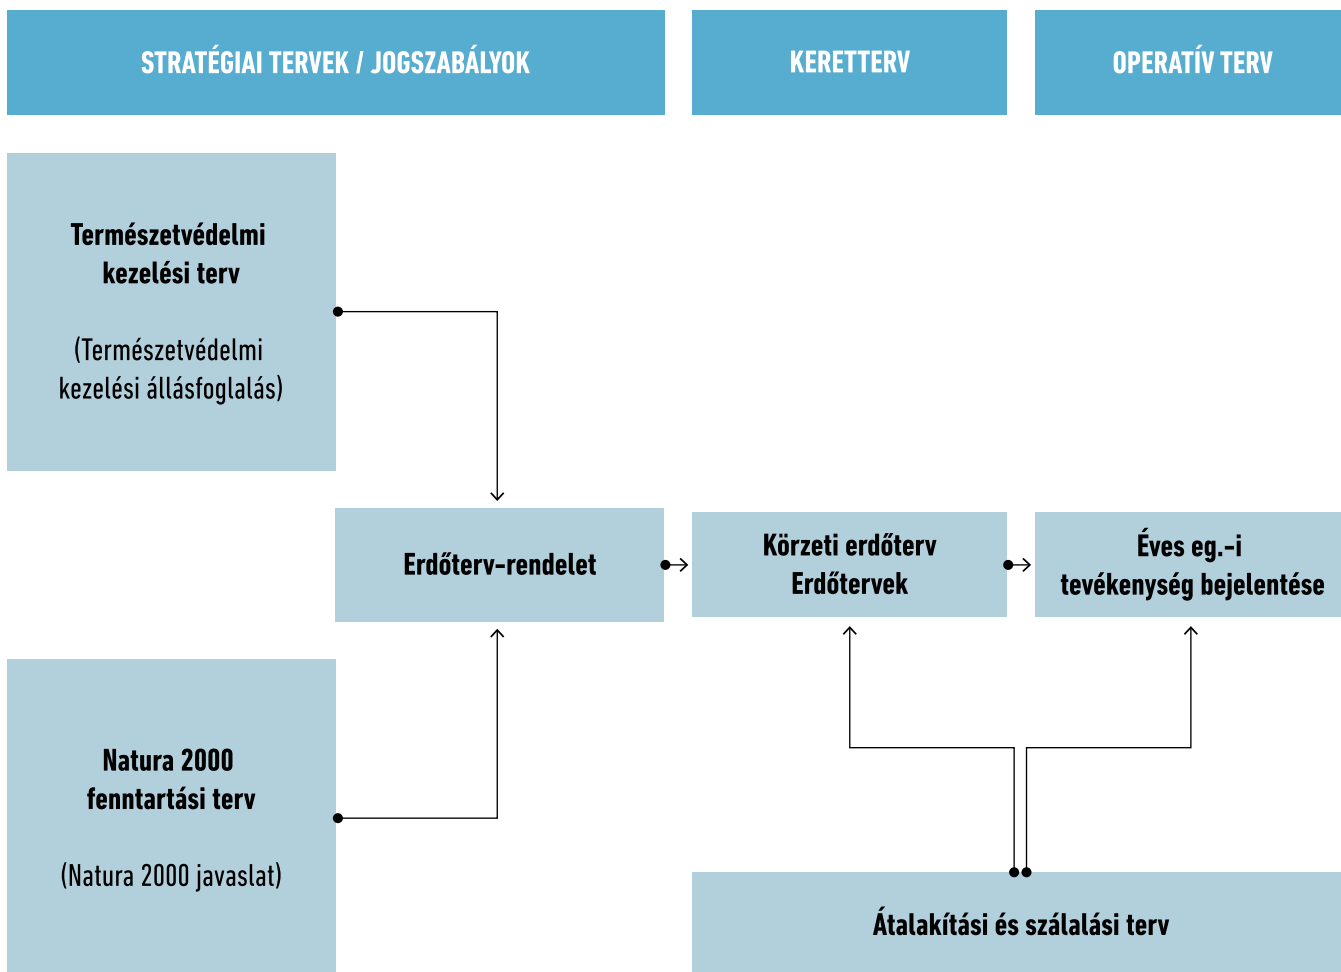 STRATÉGIAI TERVEK / JOGSZABÁLYOK
KERETTERV
OPERATÍV TERV
Természetvédelmi
kezelési terv
(Természetvédelmi
kezelési állásfoglalás)
Erdőterv-rendelet
Körzeti erdőterv
Erdőtervek
Éves eg.-i
tevékenység bejelentése
Natura 2000
fenntartási terv
(Natura 2000 javaslat)
Átalakítási és szálalási terv